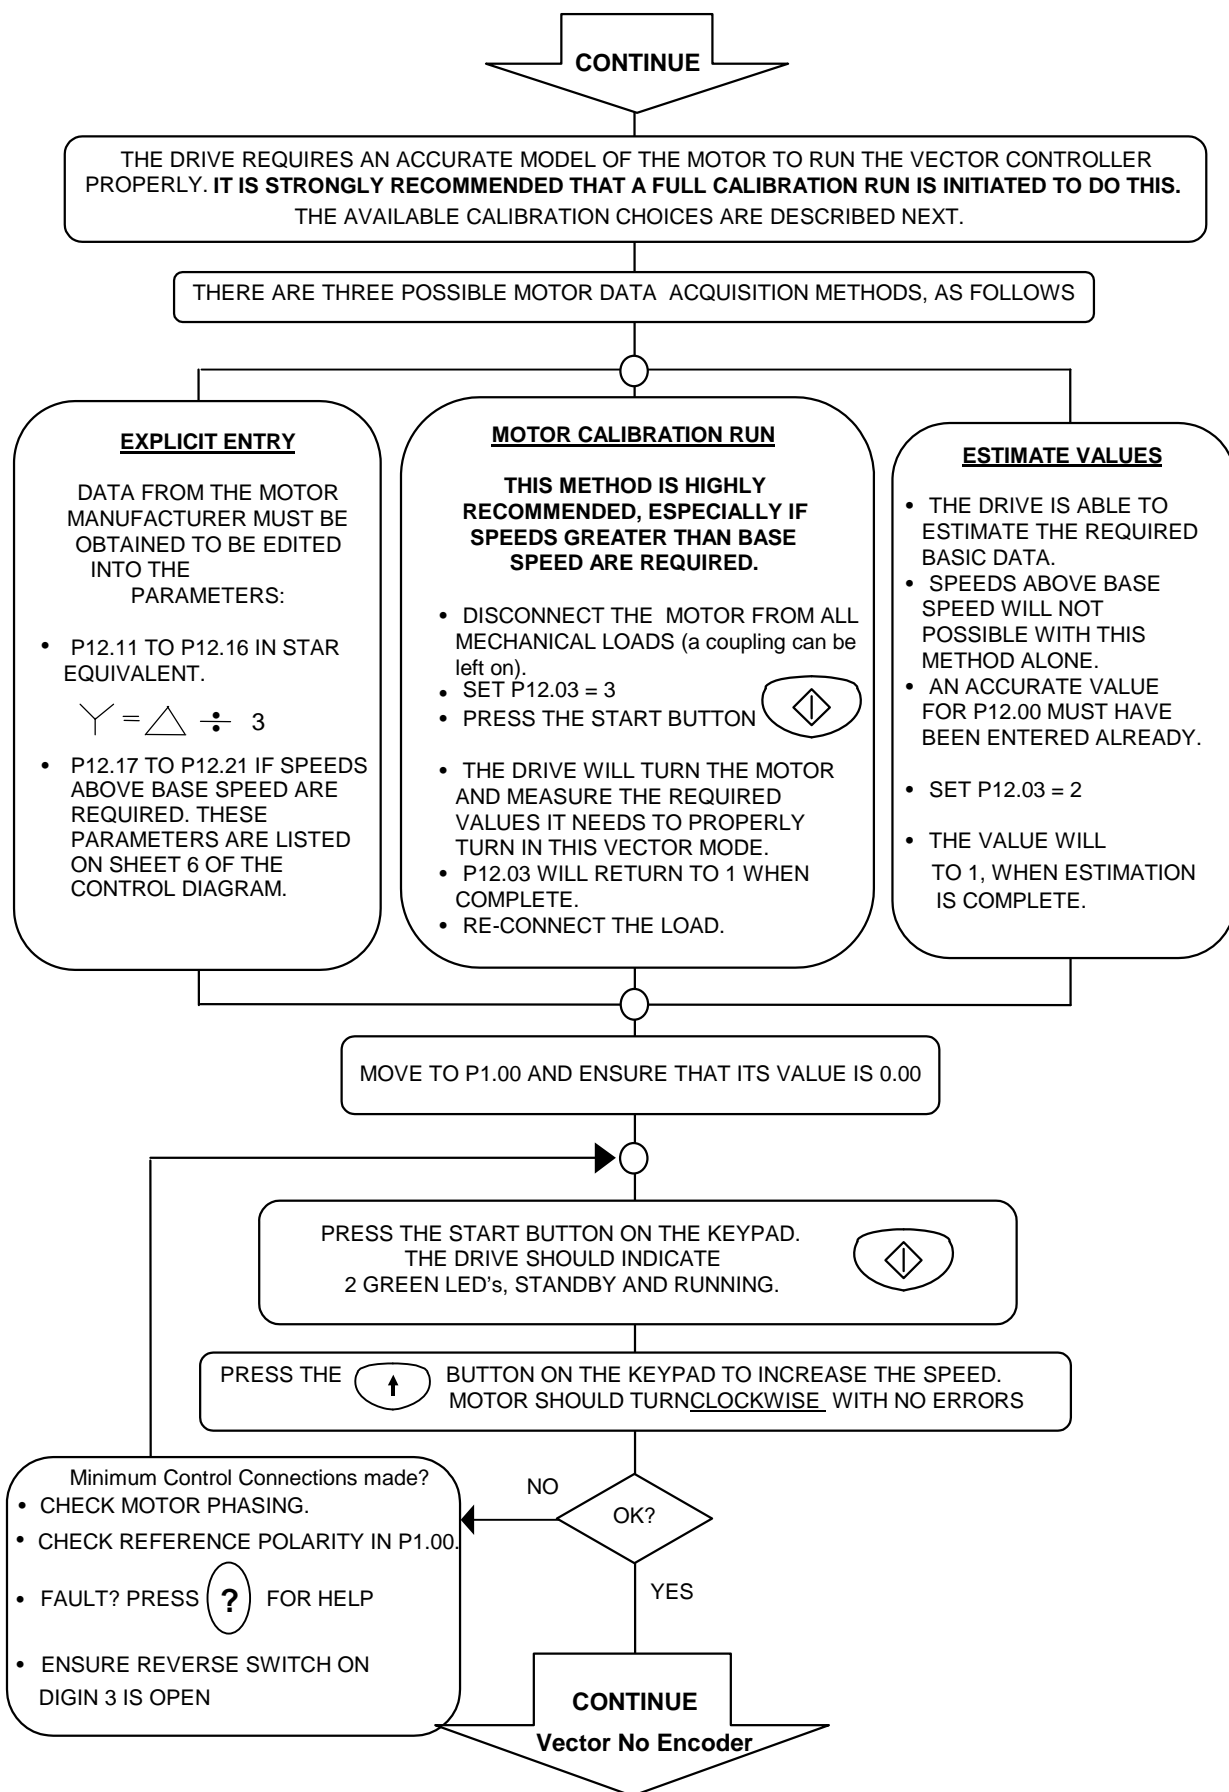 CONTINUE
THE DRIVE REQUIRES AN ACCURATE MODEL OF THE MOTOR TO RUN THE VECTOR CONTROLLER
PROPERLY. IT IS STRONGLY RECOMMENDED THAT A FULL CALIBRATION RUN IS INITIATED TO DO THIS.
THE AVAILABLE CALIBRATION CHOICES ARE DESCRIBED NEXT.
THERE ARE THREE POSSIBLE MOTOR DATA ACQUISITION METHODS, AS FOLLOWS
EXPLICIT ENTRY
DATA FROM THE MOTOR
MANUFACTURER MUST BE
OBTAINED TO BE EDITED
INTO THE
PARAMETERS:
• P12.11 TO P12.16 IN STAR
EQUIVALENT.
= ÷ 3
• P12.17 TO P12.21 IF SPEEDS
ABOVE BASE SPEED ARE
REQUIRED. THESE
PARAMETERS ARE LISTED
ON SHEET 6 OF THE
CONTROL DIAGRAM.
MOTOR CALIBRATION RUN
THIS METHOD IS HIGHLY
RECOMMENDED, ESPECIALLY IF
SPEEDS GREATER THAN BASE
SPEED ARE REQUIRED.
• DISCONNECT THE MOTOR FROM ALL
MECHANICAL LOADS (a coupling can be
left on).
• SET P12.03 = 3
• PRESS THE START BUTTON
• THE DRIVE WILL TURN THE MOTOR
AND MEASURE THE REQUIRED
VALUES IT NEEDS TO PROPERLY
TURN IN THIS VECTOR MODE.
• P12.03 WILL RETURN TO 1 WHEN
COMPLETE.
• RE-CONNECT THE LOAD.
ESTIMATE VALUES
• THE DRIVE IS ABLE TO
ESTIMATE THE REQUIRED
BASIC DATA.
• SPEEDS ABOVE BASE
SPEED WILL NOT
POSSIBLE WITH THIS
METHOD ALONE.
• AN ACCURATE VALUE
FOR P12.00 MUST HAVE
BEEN ENTERED ALREADY.
• SET P12.03 = 2
• THE VALUE WILL
TO 1, WHEN ESTIMATION
IS COMPLETE.
MOVE TO P1.00 AND ENSURE THAT ITS VALUE IS 0.00
PRESS THE START BUTTON ON THE KEYPAD.
THE DRIVE SHOULD INDICATE
2 GREEN LED's, STANDBY AND RUNNING.
PRESS THE BUTTON ON THE KEYPAD TO INCREASE THE SPEED.
MOTOR SHOULD TURNCLOCKWISE WITH NO ERRORS
OK?
NO
YES
Minimum Control Connections made?
• CHECK MOTOR PHASING.
• CHECK REFERENCE POLARITY IN P1.00.
• FAULT? PRESS ? FOR HELP
• ENSURE REVERSE SWITCH ON
DIGIN 3 IS OPEN
CONTINUE
Vector No Encoder